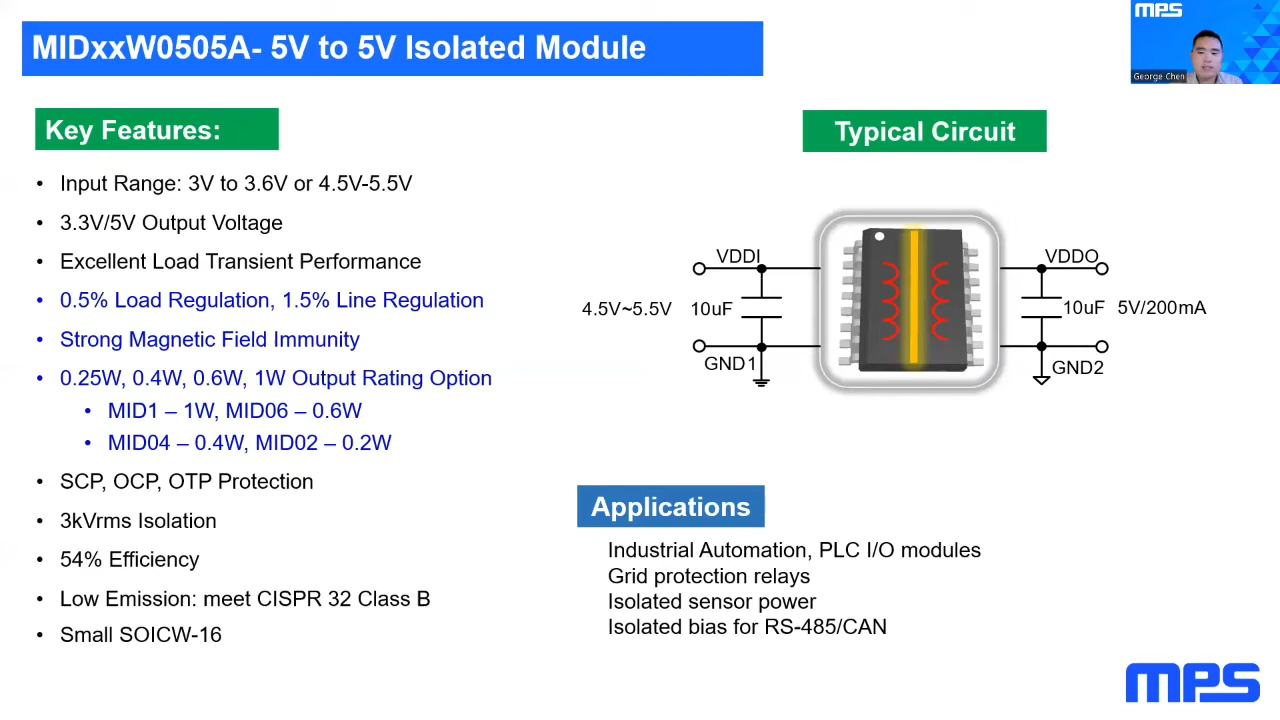 MIDxxW0505A- 5V to 5V Isolated Module
MPS
George Chen
Key Features:
• Input Range: 3V to 3.6V or 4.5V-5.5V
• 3.3V/5V Output Voltage
• Excellent Load Transient Performance
• 0.5% Load Regulation, 1.5% Line Regulation
• Strong Magnetic Field Immunity
• 0.25W, 0.4W, 0.6W, 1W Output Rating Option
• MID1 – 1W, MID06 – 0.6W
• MID04 – 0.4W, MID02 – 0.2W
• SCP, OCP, OTP Protection
• 3kVrms Isolation
• 54% Efficiency
• Low Emission: meet CISPR 32 Class B
• Small SOICW-16
Typical Circuit
VDDI
VDDO
4.5V~5.5V
10uF
10uF
5V/200mA
GND1
GND2
Applications
Industrial Automation, PLC I/O modules
Grid protection relays
Isolated sensor power
Isolated bias for RS-485/CAN
MPS